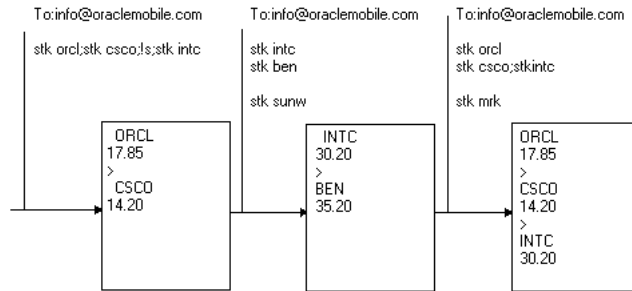 To:info@oraclemobile.com
stk orcl;stk csco;!s;stk intc
ORCL
17.85
>
CSCO
14.20
To:info@oraclemobile.com
stk intc
stk ben
stk sunw
INTC
30.20
>
BEN
35.20
To:info@oraclemobile.com
stk orcl
stk csco;stkintc
stk mrk
ORCL
17.85
>
CSCO
14.20
>
INTC
30.20